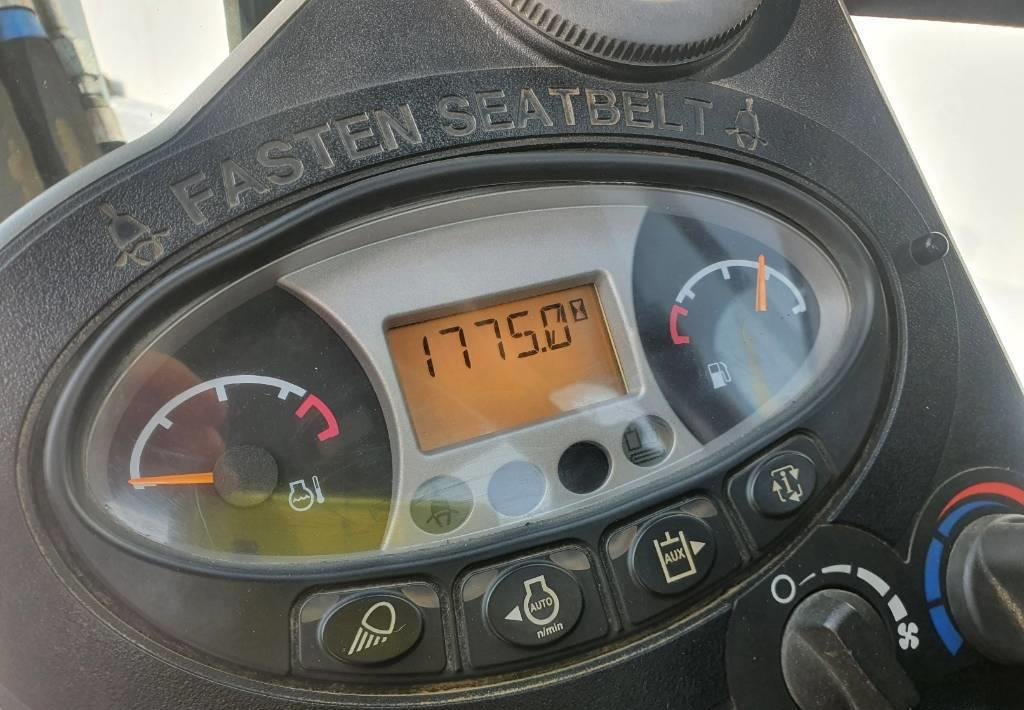 FASTEN SEATBELT
1775.0
AUTO
n/min
AUX
i